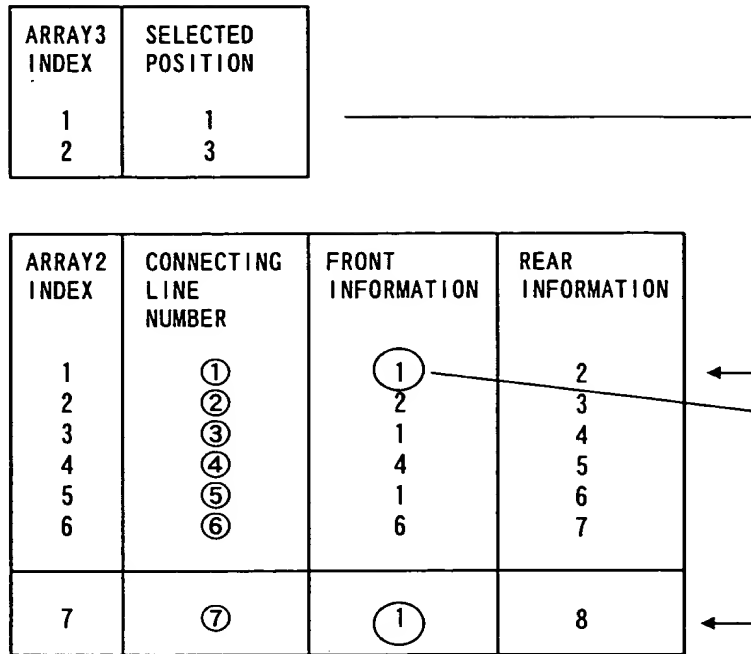 ARRAY3 SELECTED
INDEX POSITION
1 1
2 3
ARRAY2 CONNECTING FRONT REAR
INDEX LINE INFORMATION INFORMATION
NUMBER
1 ① 1 2
2 ② 2 3
3 ③ 1 4
4 ④ 4 5
5 ⑤ 1 6
6 ⑥ 6 7
7 ⑦ 1 8